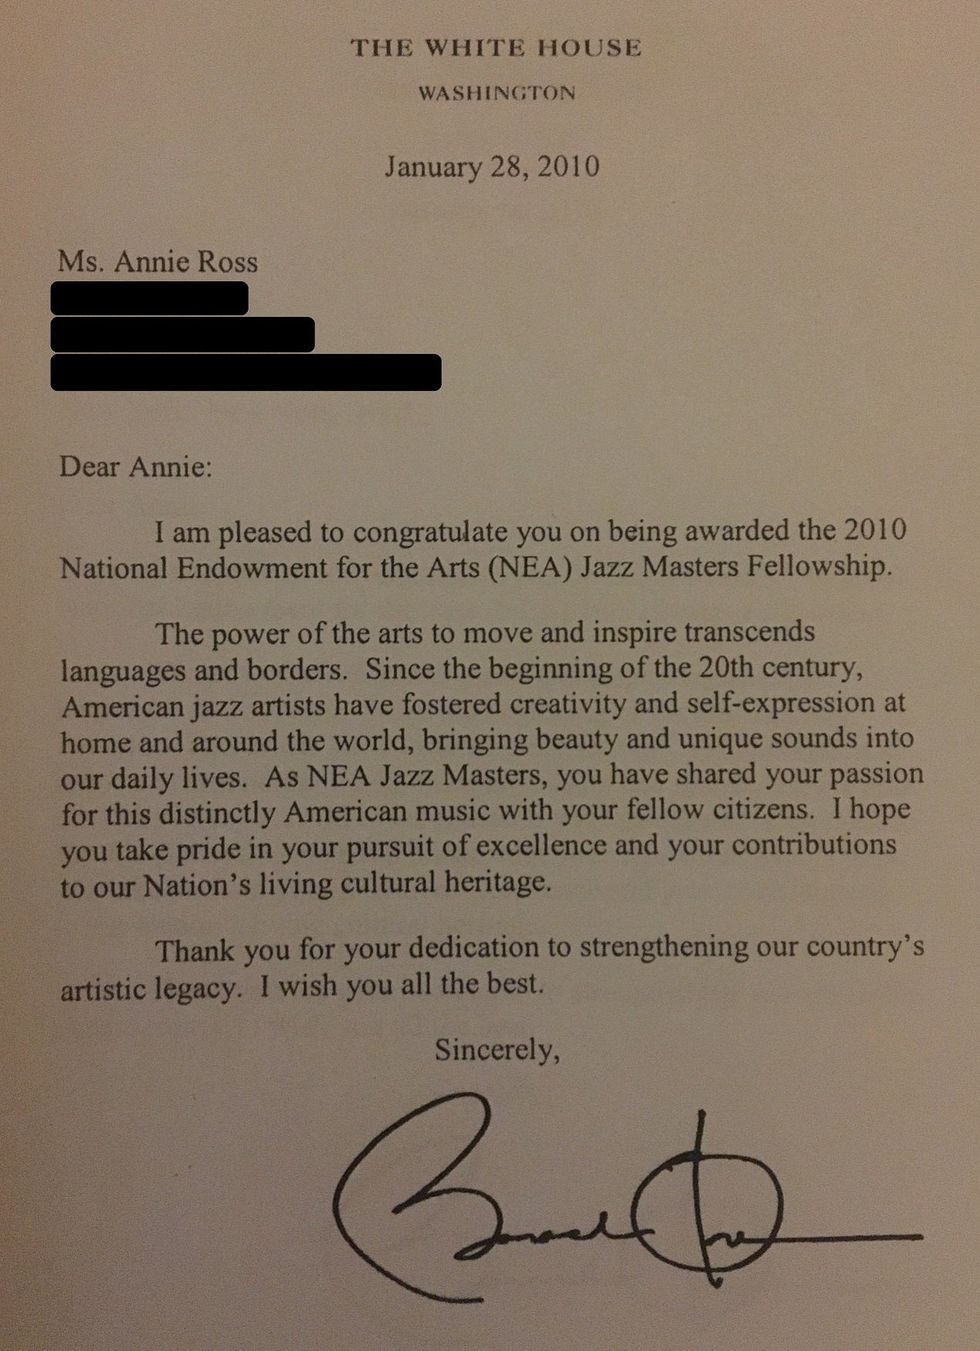 THE WHITE HOUSE
WASHINGTON
January 28, 2010
Ms. Annie Ross
Dear Annie:
I am pleased to congratulate you on being awarded the 2010
National Endowment for the Arts (NEA) Jazz Masters Fellowship.
The power of the arts to move and inspire transcends
languages and borders.  Since the beginning of the 20th century,
American jazz artists have fostered creativity and self-expression at
home and around the world, bringing beauty and unique sounds into
our daily lives.  As NEA Jazz Masters, you have shared your passion
for this distinctly American music with your fellow citizens.  I hope
you take pride in your pursuit of excellence and your contributions
to our Nation's living cultural heritage.
Thank you for your dedication to strengthening our country's
artistic legacy.  I wish you all the best.
Sincerely,
Barack Obama